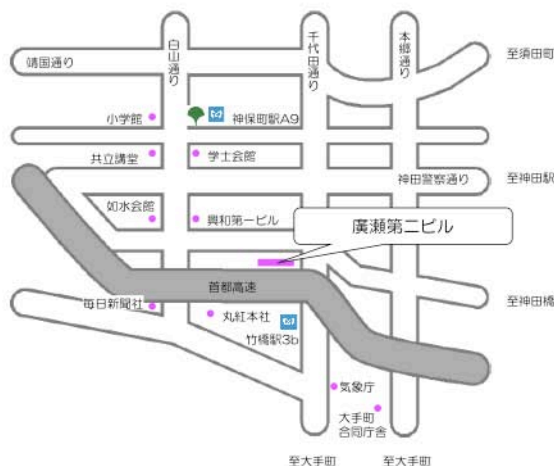 白山通り
千代田通り
本郷通り
靖国通り
至須田町
小学館
神保町駅A9
共立講堂
学士会館
神田警察通り
至神田駅
如水会館
興和第一ビル
廣瀬第二ビル
首都高速
毎日新聞社
丸紅本社
竹橋駅3b
至神田橋
気象庁
大手町
合同庁舎
至大手町
至大手町